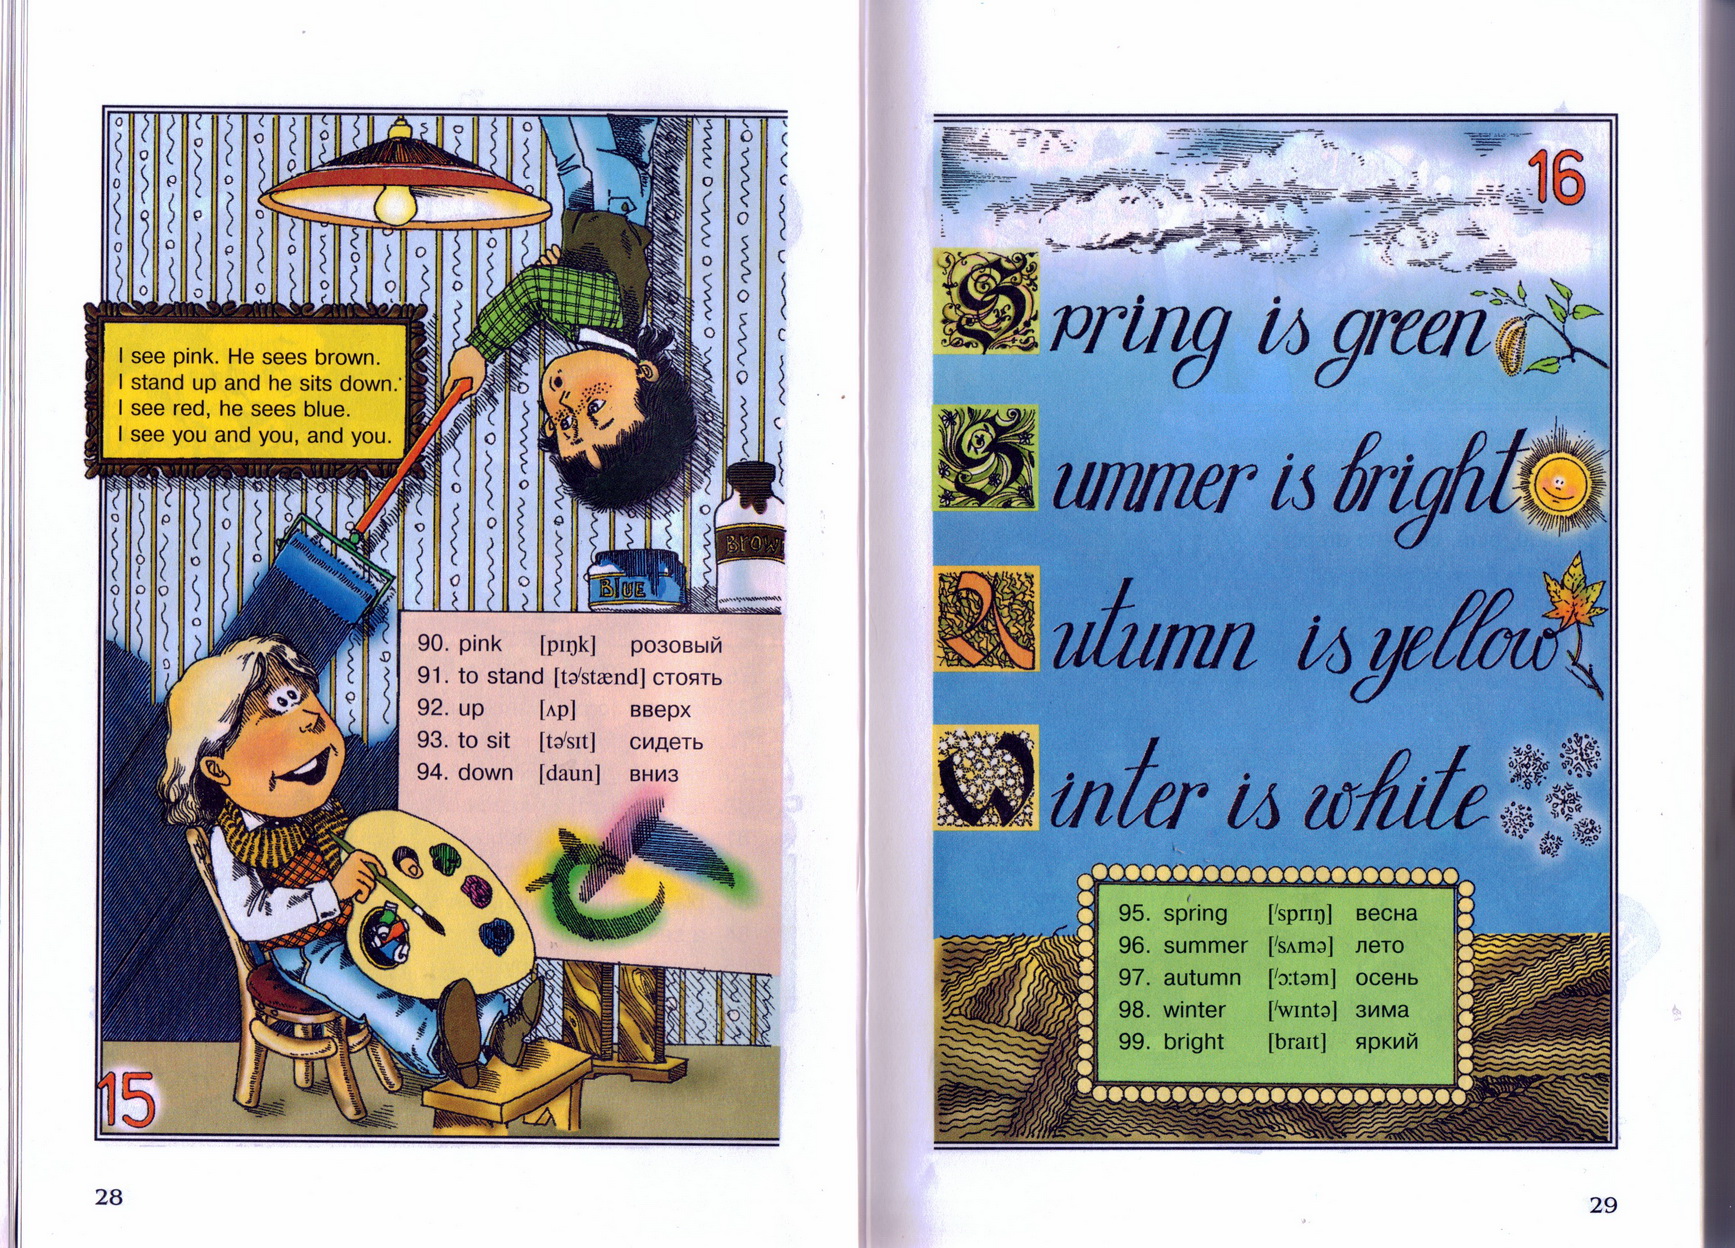 I see pink. He sees brown.
I stand up and he sits down.
I see red, he sees blue.
I see you and you, and you.
BROWN
BLUE
90. pink [pɪŋk] розовый
91. to stand [tə'stænd] стоять
92. up [ʌp] вверх
93. to sit [tə'sɪt] сидеть
94. down [daun] вниз
15
28
16
Spring is green
Summer is bright
Autumn is yellow
Winter is white
95. spring ['sprɪŋ] весна
96. summer ['sʌmə] лето
97. autumn ['ɔ:təm] осень
98. winter ['wɪntə] зима
99. bright [braɪt] яркий
29